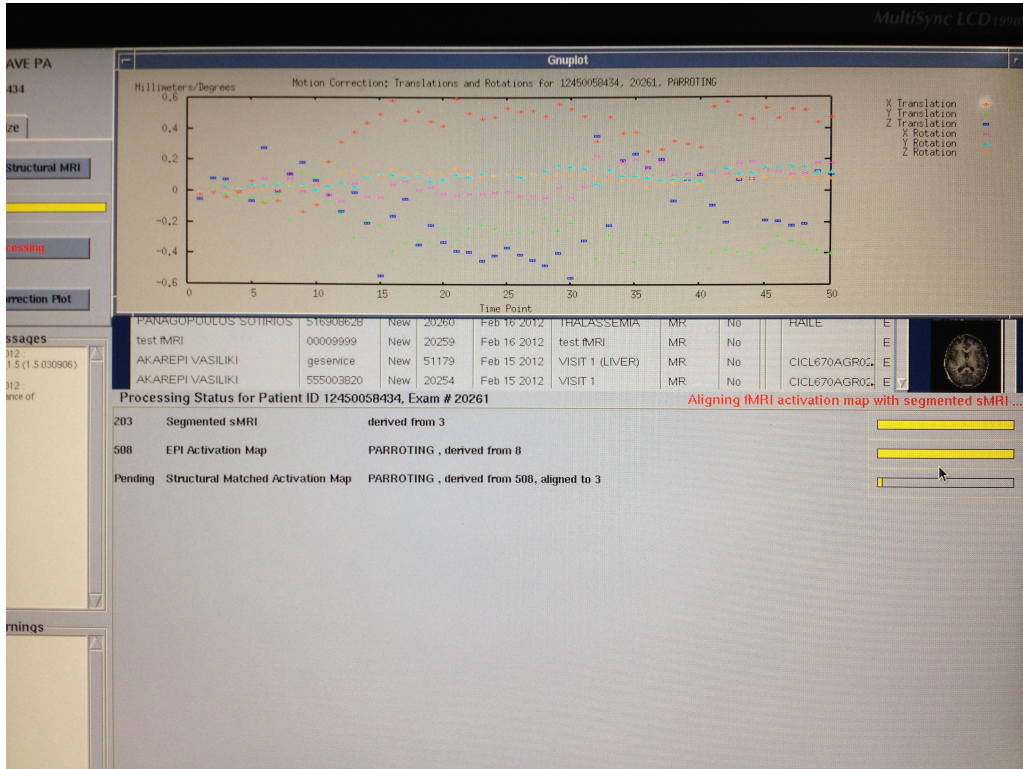 MultiSync LCD1990
AVE PA
434
ze
Structural MRI
cessing
orrection Plot
ssages
012 :
1.5 (1.5.030906)
012 :
ance of
rnings
Gnuplot
Motion Correction: Translations and Rotations for 12450058434, 20261, PARROTING
Millimeters/Degrees
0.6
0.4
0.2
0
-0.2
-0.4
-0.6
0 5 10 15 20 25 30 35 40 45 50
Time Point
X Translation
Y Translation
Z Translation
X Rotation
Y Rotation
Z Rotation
PANAGOPOULOS SOTIRIOS 516908628 New 20260 Feb 16 2012 THALASSEMIA MR No HAILE E
test fMRI 00009999 New 20259 Feb 16 2012 test fMRI MR No E
AKAREPI VASILIKI geservice New 51179 Feb 15 2012 VISIT 1 (LIVER) MR No CICL670AGR02. E
AKAREPI VASILIKI 555003820 New 20254 Feb 15 2012 VISIT 1 MR No CICL670AGR02. E
Processing Status for Patient ID 12450058434, Exam # 20261
Aligning fMRI activation map with segmented sMRI ...
203 Segmented sMRI derived from 3
508 EPI Activation Map PARROTING , derived from 8
Pending Structural Matched Activation Map PARROTING , derived from 508, aligned to 3